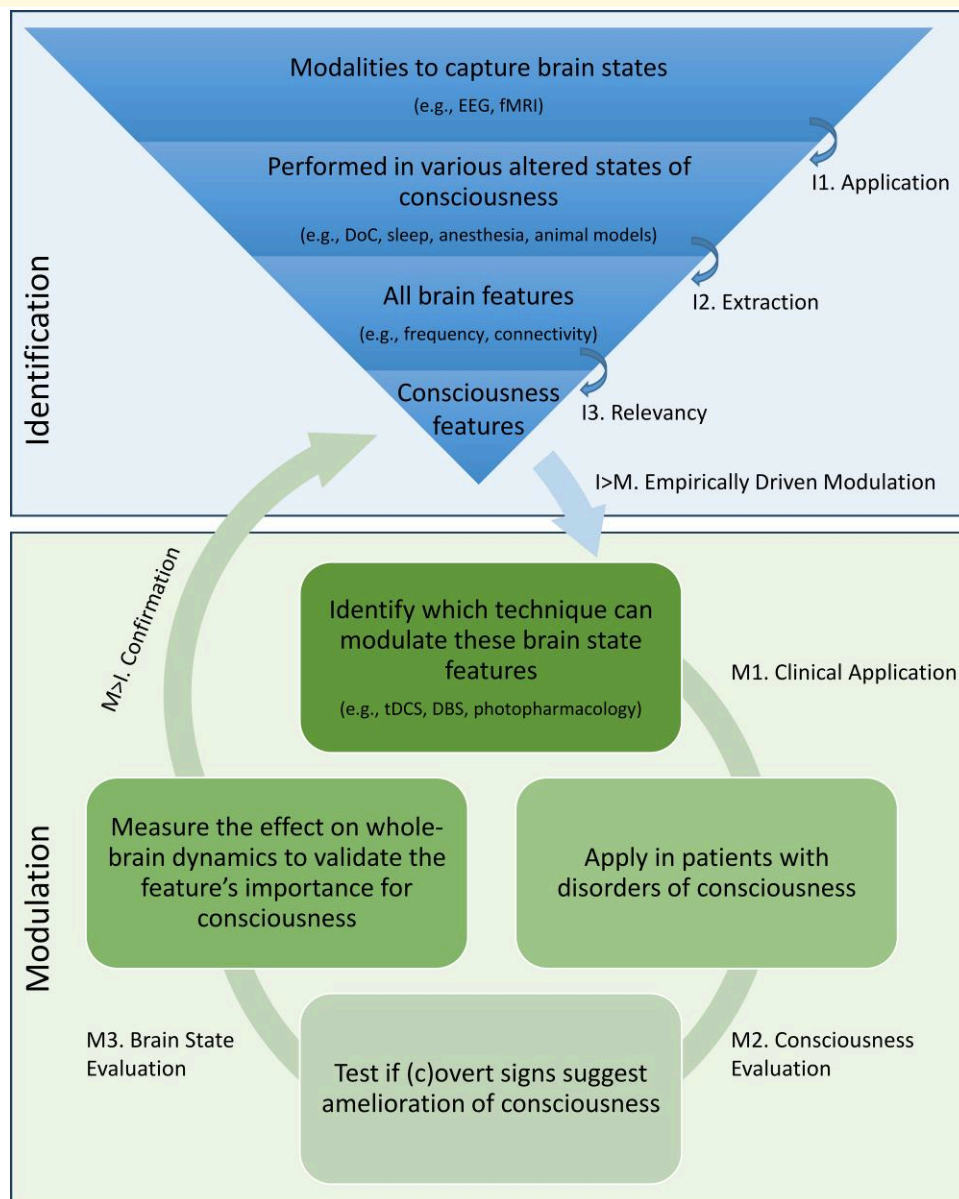 Identification
Modalities to capture brain states
(e.g., EEG, fMRI)
I1. Application
Performed in various altered states of
consciousness
(e.g., DoC, sleep, anesthesia, animal models)
I2. Extraction
All brain features
(e.g., frequency, connectivity)
I3. Relevancy
Consciousness
features
I>M. Empirically Driven Modulation
Modulation
Identify which technique can
modulate these brain state
features
(e.g., tDCS, DBS, photopharmacology)
M1. Clinical Application
Apply in patients with
disorders of consciousness
M2. Consciousness
Evaluation
Test if (c)overt signs suggest
amelioration of consciousness
M3. Brain State
Evaluation
Measure the effect on whole-
brain dynamics to validate the
feature’s importance for
consciousness
M>I. Confirmation